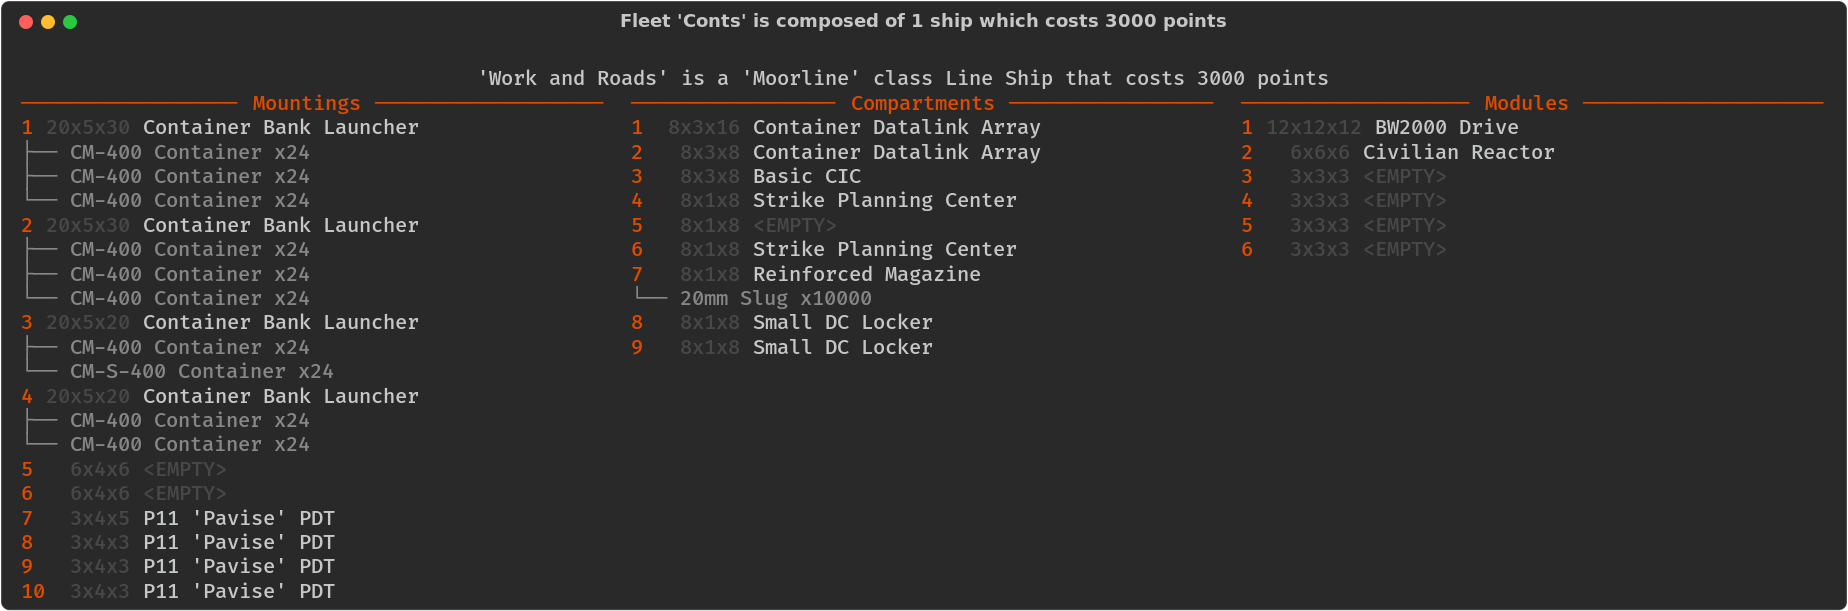 Fleet 'Conts' is composed of 1 ship which costs 3000 points
'Work and Roads' is a 'Moorline' class Line Ship that costs 3000 points
Mountings
1 20x5x30 Container Bank Launcher
CM-400 Container x24
CM-400 Container x24
CM-400 Container x24
2 20x5x30 Container Bank Launcher
CM-400 Container x24
CM-400 Container x24
CM-400 Container x24
3 20x5x20 Container Bank Launcher
CM-400 Container x24
CM-S-400 Container x24
4 20x5x20 Container Bank Launcher
CM-400 Container x24
CM-400 Container x24
5 6x4x6 <EMPTY>
6 6x4x6 <EMPTY>
7 3x4x5 P11 'Pavise' PDT
8 3x4x3 P11 'Pavise' PDT
9 3x4x3 P11 'Pavise' PDT
10 3x4x3 P11 'Pavise' PDT
Compartments
1 8x3x16 Container Datalink Array
2 8x3x8 Container Datalink Array
3 8x3x8 Basic CIC
4 8x1x8 Strike Planning Center
5 8x1x8 <EMPTY>
6 8x1x8 Strike Planning Center
7 8x1x8 Reinforced Magazine
20mm Slug x10000
8 8x1x8 Small DC Locker
9 8x1x8 Small DC Locker
Modules
1 12x12x12 BW2000 Drive
2 6x6x6 Civilian Reactor
3 3x3x3 <EMPTY>
4 3x3x3 <EMPTY>
5 3x3x3 <EMPTY>
6 3x3x3 <EMPTY>